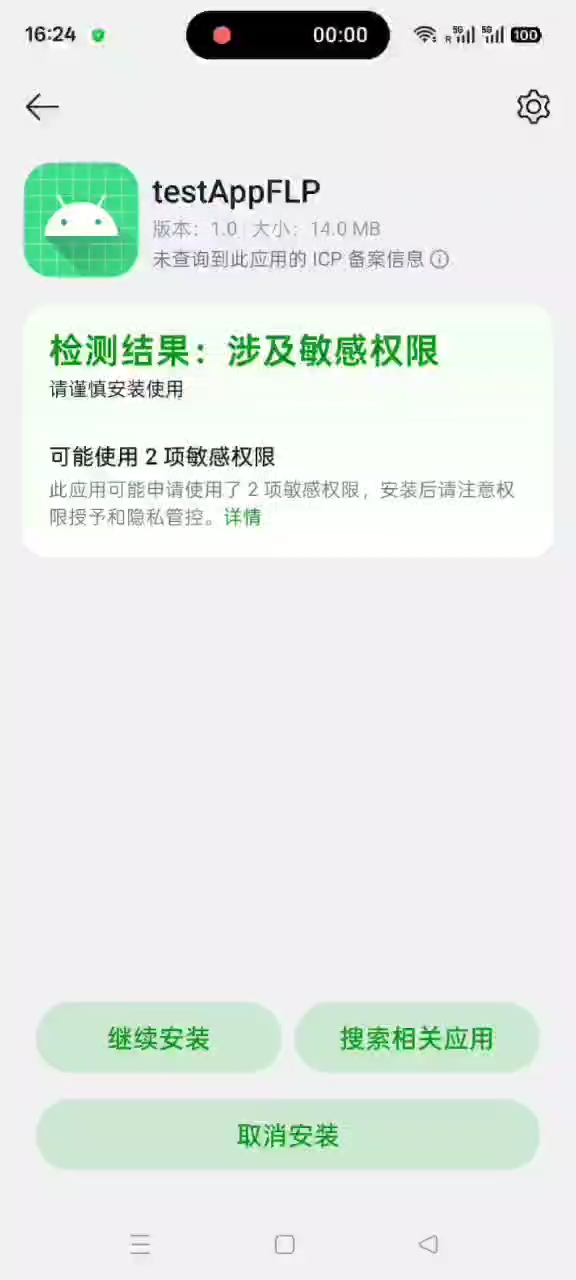 16:24
00:00
5G
R
5G
100
testAppFLP
版本：1.0 大小：14.0 MB
未查询到此应用的 ICP 备案信息
检测结果：涉及敏感权限
请谨慎安装使用
可能使用 2 项敏感权限
此应用可能申请使用了 2 项敏感权限，安装后请注意权
限授予和隐私管控。详情
继续安装
搜索相关应用
取消安装